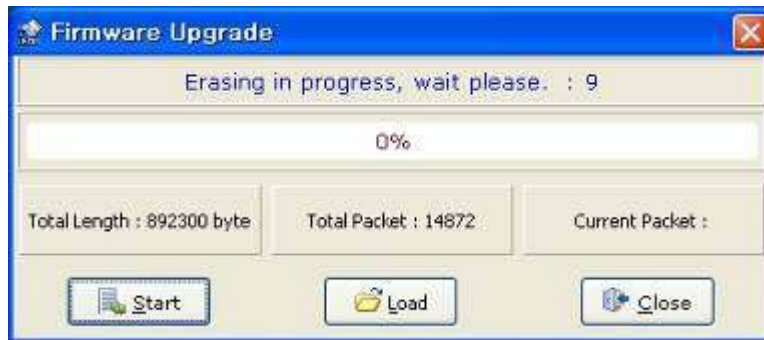 Firmware Upgrade
Erasing in progress, wait please. : 9
0%
Total Length : 892300 byte
Total Packet : 14872
Current Packet :
Start
Load
Close